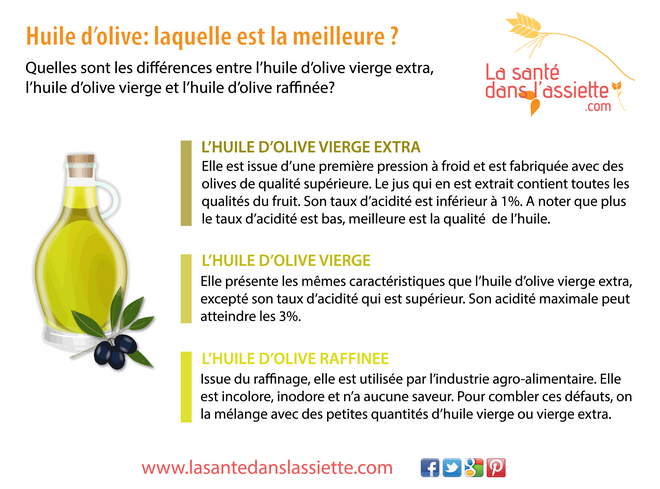 Huile d'olive: laquelle est la meilleure ?
Quelles sont les différences entre l'huile d'olive vierge extra,
l'huile d'olive vierge et l'huile d'olive raffinée?
La santé
dans l'assiette
.com
L'HUILE D'OLIVE VIERGE EXTRA
Elle est issue d'une première pression à froid et est fabriquée avec des
olives de qualité supérieure. Le jus qui en est extrait contient toutes les
qualités du fruit. Son taux d'acidité est inférieur à 1%. A noter que plus
le taux d'acidité est bas, meilleure est la qualité de l'huile.
L'HUILE D'OLIVE VIERGE
Elle présente les mêmes caractéristiques que l'huile d'olive vierge extra,
excepté son taux d'acidité qui est supérieur. Son acidité maximale peut
atteindre les 3%.
L'HUILE D'OLIVE RAFFINEE
Issue du raffinage, elle est utilisée par l'industrie agro-alimentaire. Elle
est incolore, inodore et n'a aucune saveur. Pour combler ces défauts, on
la mélange avec des petites quantités d'huile vierge ou vierge extra.
www.lasantedanslassiette.com